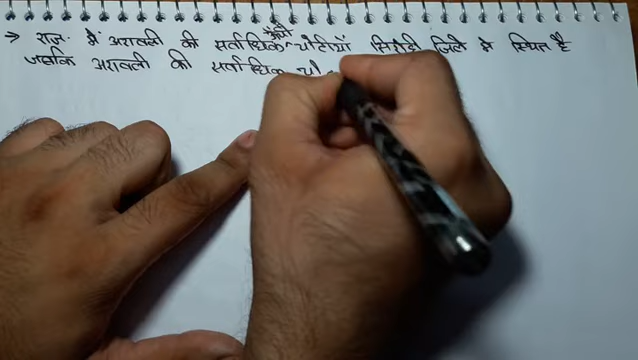 → राज. में अरावली की सर्वाधिक ऊँची चोटीयाँ सिरोही जिले में स्थित है
जबकि अरावली की सर्वाधिक चो